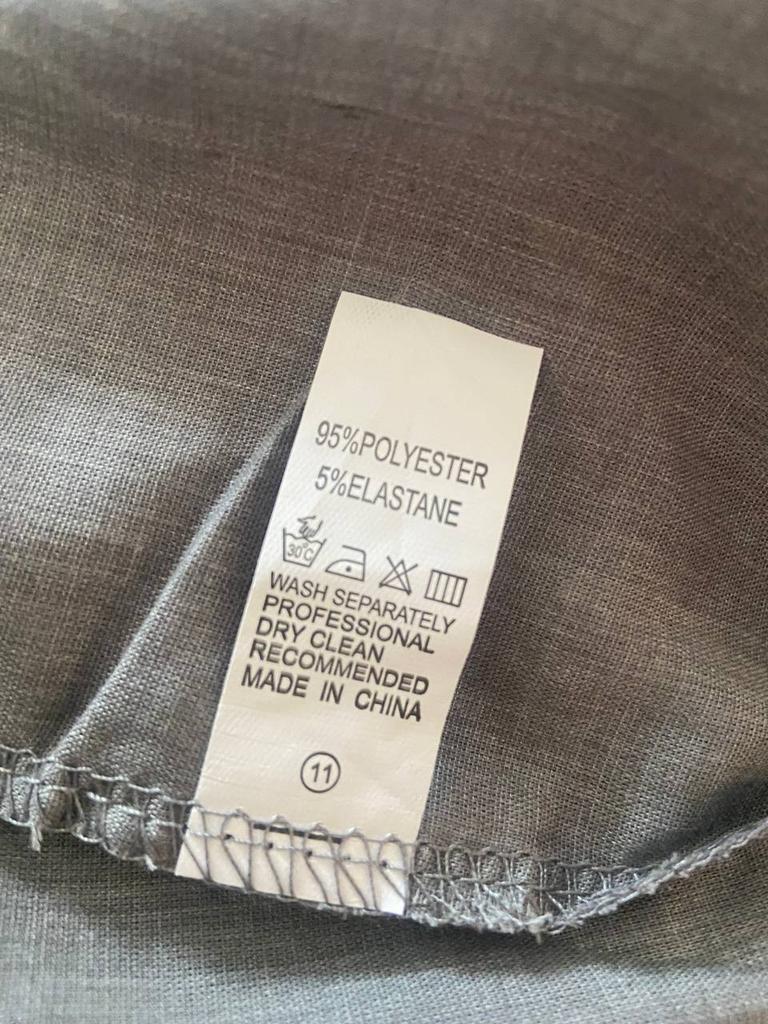 95%POLYESTER
5%ELASTANE
30°C
WASH SEPARATELY
PROFESSIONAL
DRY CLEAN
RECOMMENDED
MADE IN CHINA
11